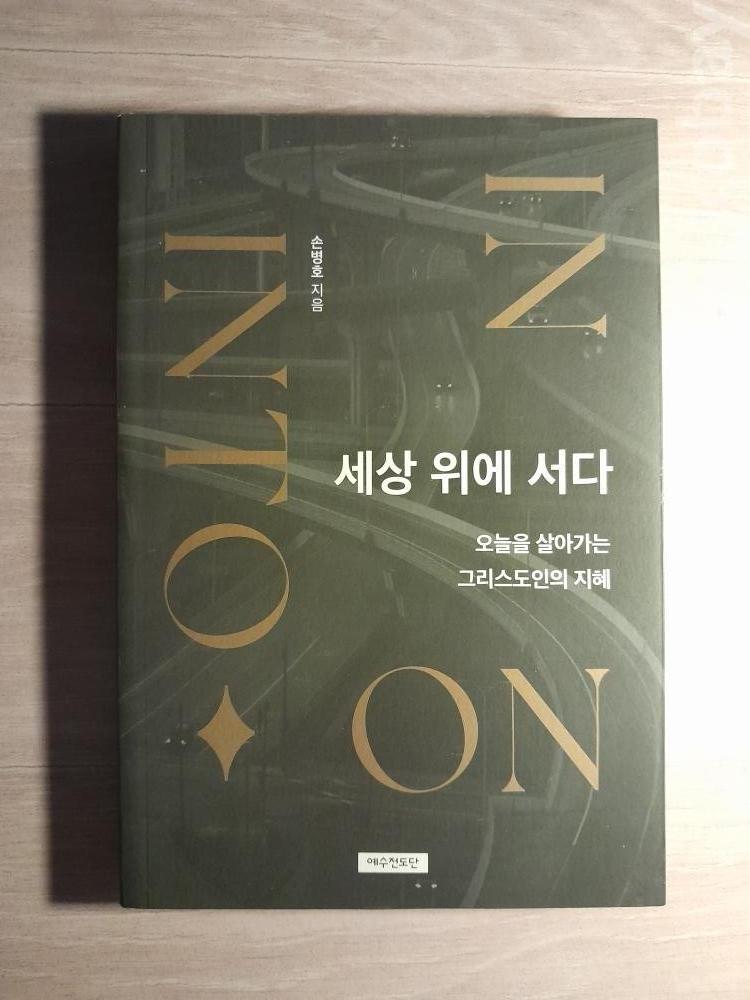 IN
INTO
손병호 지음
세상 위에 서다
오늘을 살아가는
그리스도인의 지혜
ON
예수전도단